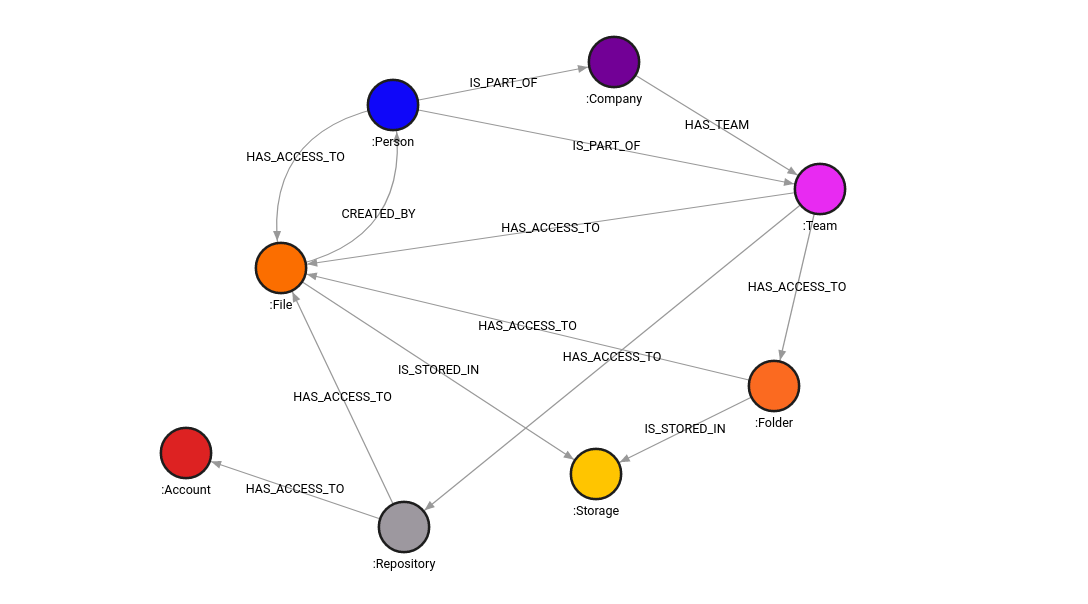 :Company
IS_PART_OF
HAS_TEAM
:Person
IS_PART_OF
HAS_ACCESS_TO
CREATED_BY
:Team
HAS_ACCESS_TO
HAS_ACCESS_TO
:File
HAS_ACCESS_TO
HAS_ACCESS_TO
IS_STORED_IN
HAS_ACCESS_TO
:Folder
IS_STORED_IN
:Account
HAS_ACCESS_TO
:Storage
:Repository